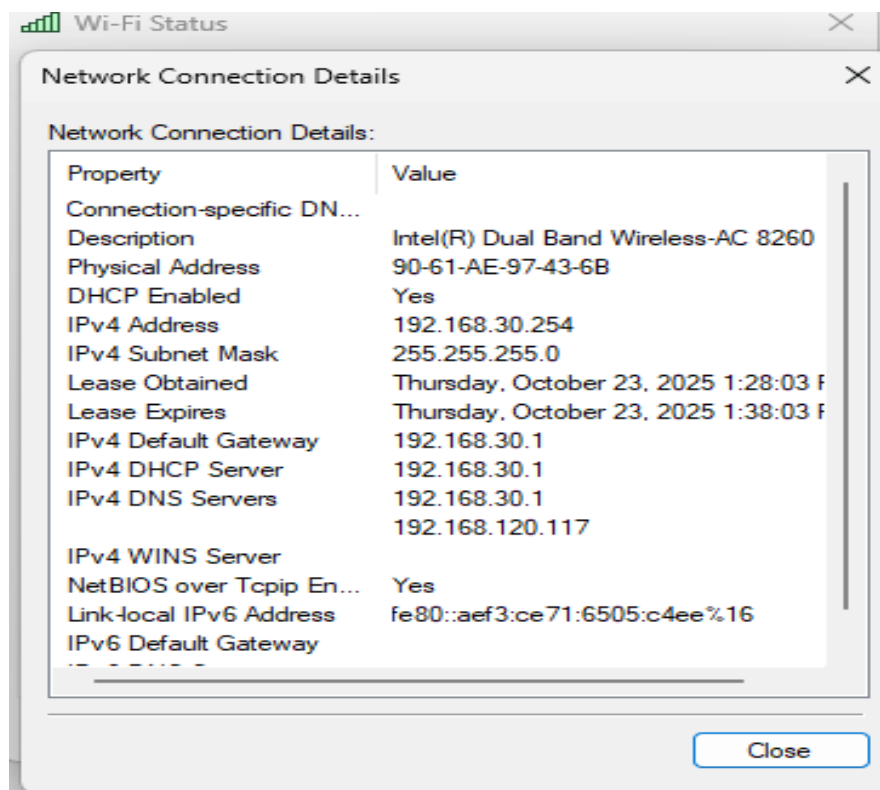 Wi-Fi Status
Network Connection Details
Network Connection Details:
Property Value
Connection-specific DN...
Description Intel(R) Dual Band Wireless-AC 8260
Physical Address 90-61-AE-97-43-6B
DHCP Enabled Yes
IPv4 Address 192.168.30.254
IPv4 Subnet Mask 255.255.255.0
Lease Obtained Thursday, October 23, 2025 1:28:03
Lease Expires Thursday, October 23, 2025 1:38:03
IPv4 Default Gateway 192.168.30.1
IPv4 DHCP Server 192.168.30.1
IPv4 DNS Servers 192.168.30.1
192.168.120.117
IPv4 WINS Server
NetBIOS over Tcpip En... Yes
Link-local IPv6 Address fe80::aef3:ce71:6505:c4ee%16
IPv6 Default Gateway
Close